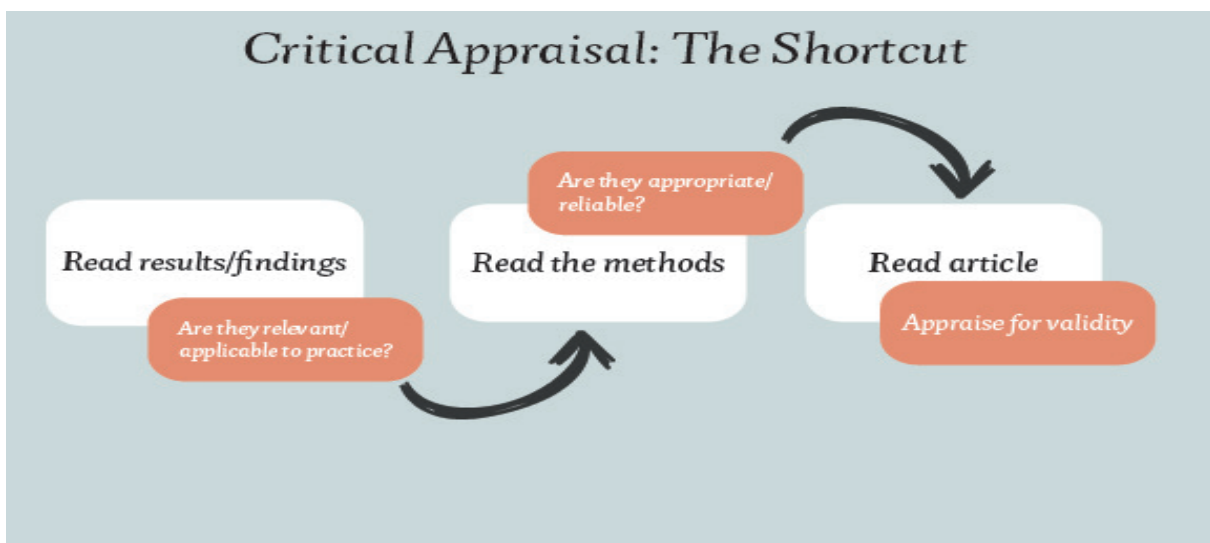 Critical Appraisal: The Shortcut
Read results/findings
Are they relevant/
applicable to practice?
Read the methods
Are they appropriate/
reliable?
Read article
Appraise for validity